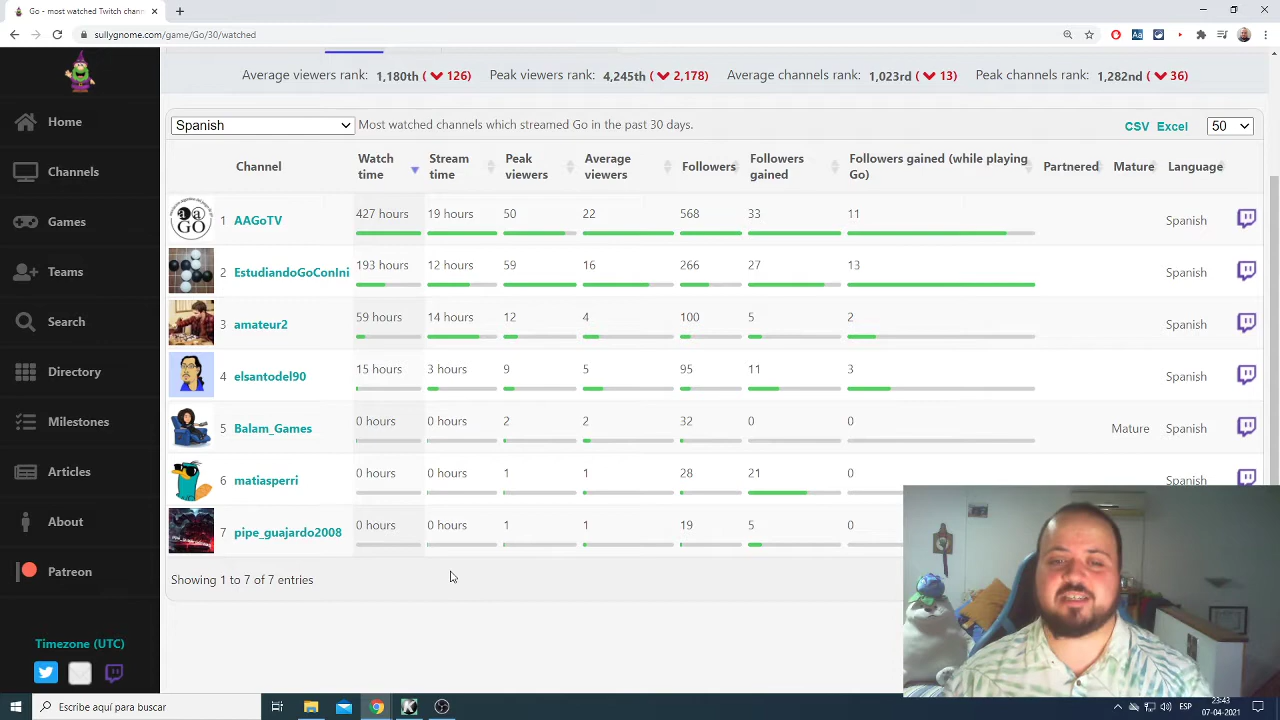 Go - most watched Twitch chann
sullygnome.com/game/Go/30/watched
Average viewers rank: 1,180th (126) Peak viewers rank: 4,245th (2,178) Average channels rank: 1,023rd (13) Peak channels rank: 1,282nd (36)
Home
Channels
Games
Teams
Search
Directory
Milestones
Articles
About
Patreon
Timezone (UTC)
Spanish Most watched channels which streamed Go in the past 30 days. CSV Excel 50
Channel Watch time Stream time Peak viewers Average viewers Followers Followers gained Followers gained (while playing Go) Partnered Mature Language
AGO
1 AAGoTV 427 hours 19 hours 50 22 568 33 11 Spanish
2 EstudiandoGoConIni 193 hours 12 hours 59 16 266 27 13 Spanish
3 amateur2 59 hours 14 hours 12 4 100 5 2 Spanish
4 elsantodel90 15 hours 3 hours 9 5 95 11 3 Spanish
5 Balam_Games 0 hours 0 hours 2 2 32 0 0 Mature Spanish
6 matiasperri 0 hours 0 hours 1 1 28 21 0 Spanish
7 pipe_guajardo2008 0 hours 0 hours 1 1 19 5 0
Showing 1 to 7 of 7 entries
Escribe aquí para buscar
ESP
23:43
07-04-2021